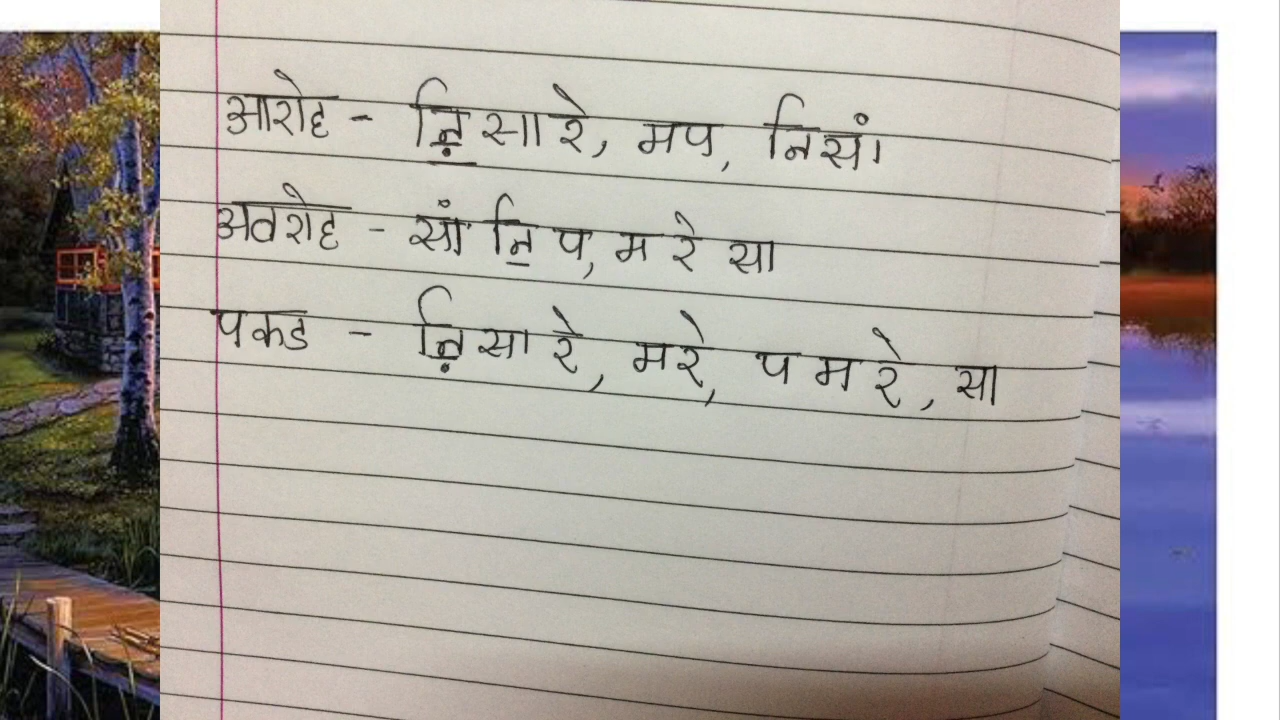 आरोह - ऩि॒ सा रे, मप, निसां
अवरोह - सां नि॒ प, म रे सा
पकड - ऩि॒ सा रे, मरे, प म रे, सा